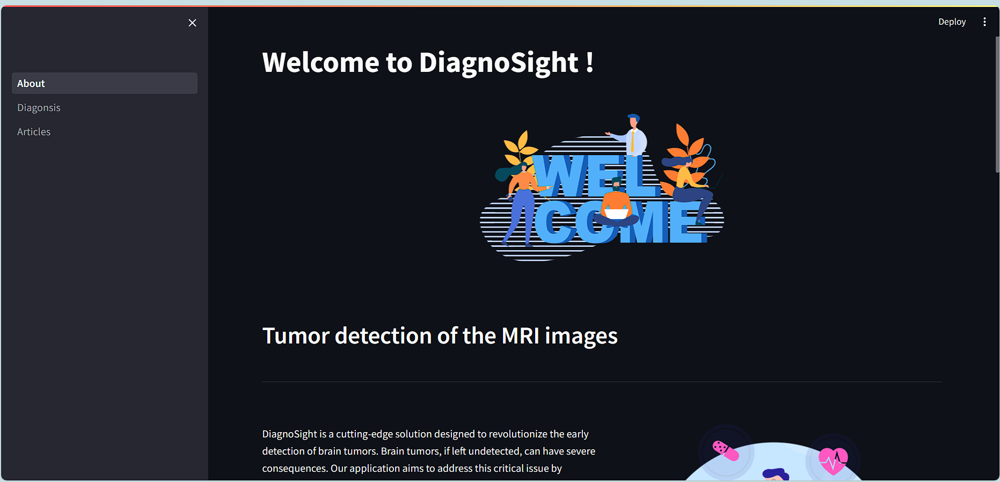 Deploy
About
Diagonsis
Articles
Welcome to DiagnoSight !
WEL
COME
Tumor detection of the MRI images
DiagnoSight is a cutting-edge solution designed to revolutionize the early
detection of brain tumors. Brain tumors, if left undetected, can have severe
consequences. Our application aims to address this critical issue by